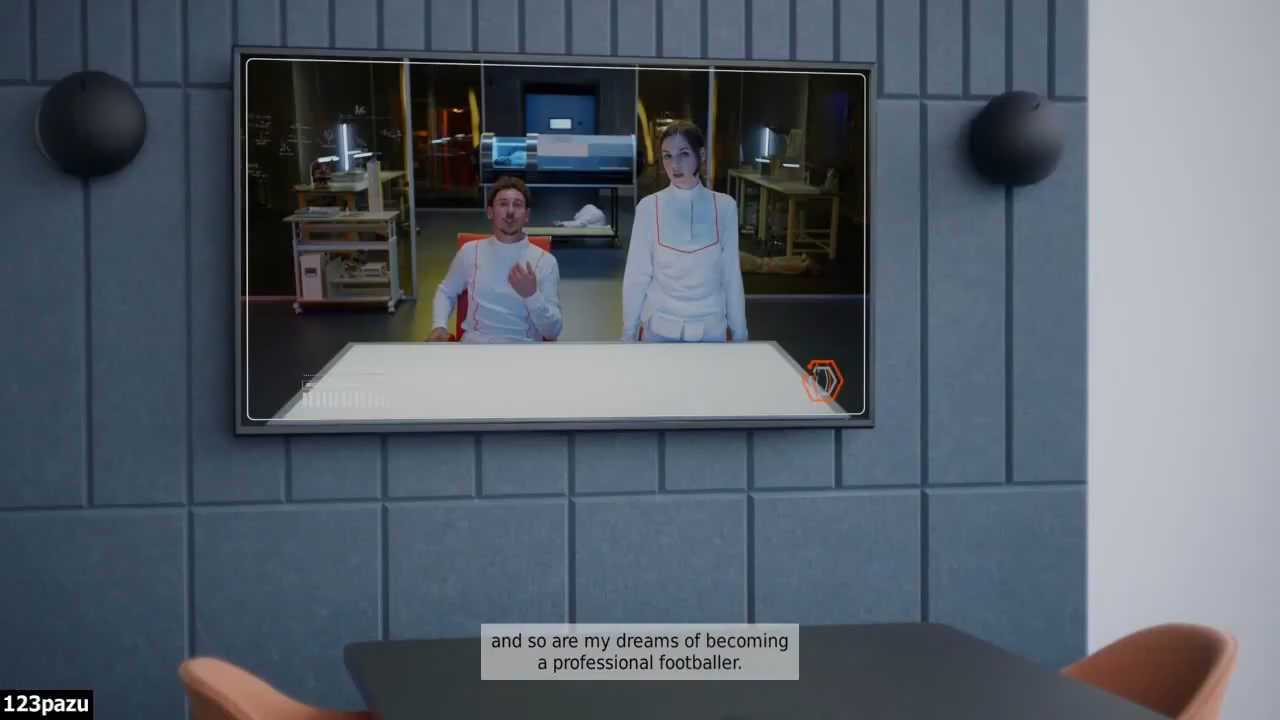 and so are my dreams of becoming
a professional footballer.
123pazu